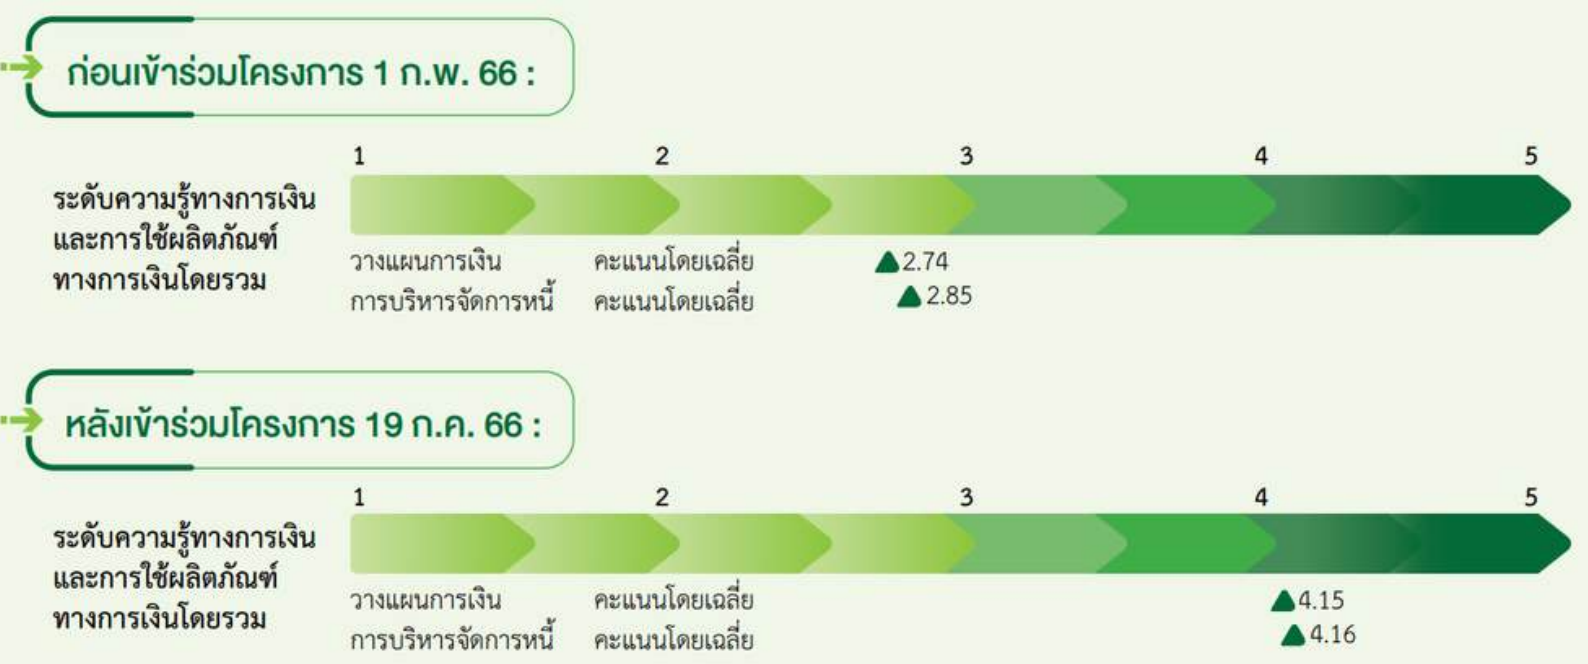 ก่อนเข้าร่วมโครงการ 1 ก.พ. 66 :
1 2 3 4 5
ระดับความรู้ทางการเงิน
และการใช้ผลิตภัณฑ์
ทางการเงินโดยรวม
วางแผนการเงิน คะแนนโดยเฉลี่ย 2.74
การบริหารจัดการหนี้ คะแนนโดยเฉลี่ย 2.85
หลังเข้าร่วมโครงการ 19 ก.ค. 66 :
1 2 3 4 5
ระดับความรู้ทางการเงิน
และการใช้ผลิตภัณฑ์
ทางการเงินโดยรวม
วางแผนการเงิน คะแนนโดยเฉลี่ย 4.15
การบริหารจัดการหนี้ คะแนนโดยเฉลี่ย 4.16